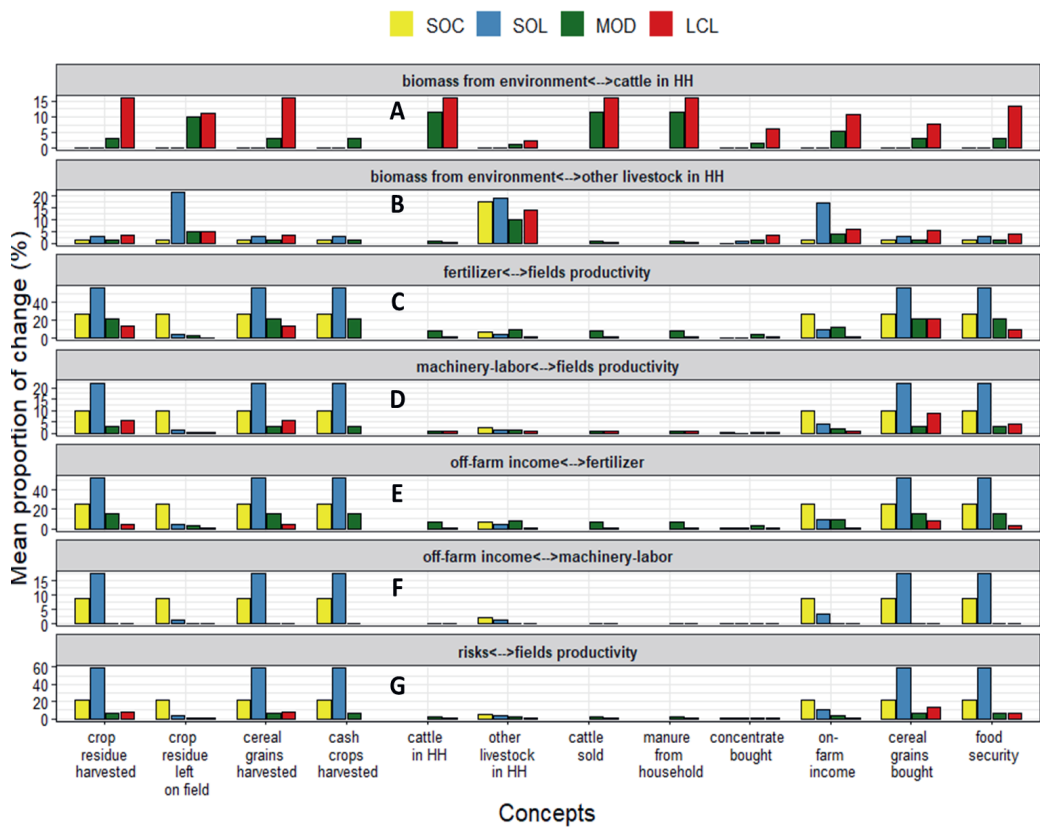 SOC SOL MOD LCL
Mean proportion of change (%)
biomass from environment<-->cattle in HH
A
15
10
5
0
biomass from environment<-->other livestock in HH
B
20
15
10
5
0
fertilizer<-->fields productivity
C
40
20
0
machinery-labor<-->fields productivity
D
20
15
10
5
0
off-farm income<-->fertilizer
E
40
20
0
off-farm income<-->machinery-labor
F
15
10
5
0
risks<-->fields productivity
G
60
40
20
0
crop residue harvested
crop residue left on field
cereal grains harvested
cash crops harvested
cattle in HH
other livestock in HH
cattle sold
manure from household
concentrate bought
on-farm income
cereal grains bought
food security
Concepts